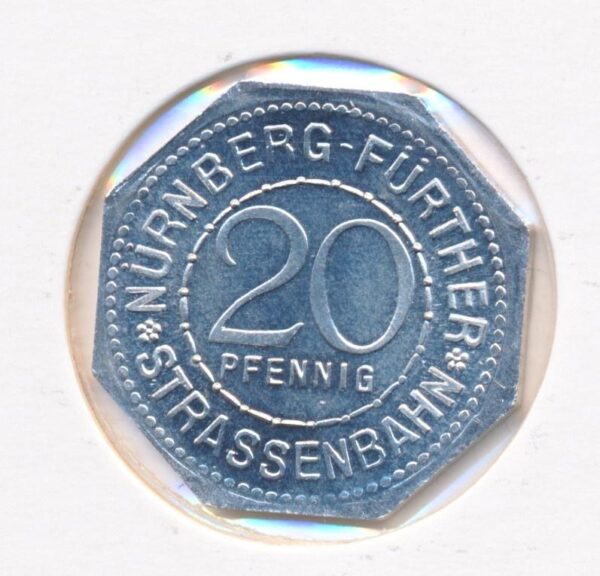 NÜRNBERG-FÜRTHER
STRASSENBAHN
20
PFENNIG